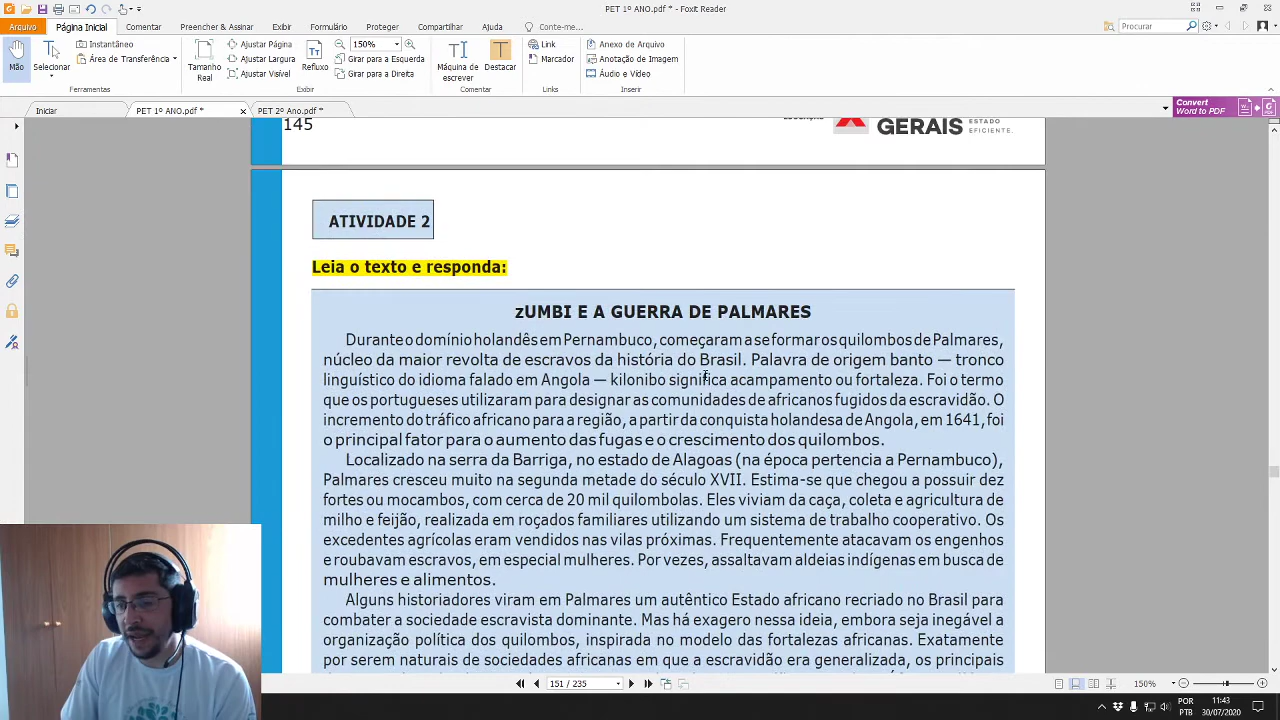 PET 1º ANO.pdf * - Foxit Reader
Arquivo
Página Inicial
Comentar
Preencher & Assinar
Exibir
Formulário
Proteger
Compartilhar
Ajuda
Conte-me...
Procurar
Mão
Selecionar
Instantâneo
Área de Transferência
Ferramentas
Tamanho Real
Ajustar Página
Ajustar Largura
Ajustar Visível
Refluxo
150%
Girar para a Esquerda
Girar para a Direita
Exibir
Máquina de escrever
Destacar
Comentar
Link
Marcador
Links
Anexo de Arquivo
Anotação de Imagem
Áudio e Vídeo
Inserir
Iniciar
PET 1º ANO.pdf *
PET 2º Ano.pdf *
Convert
Word to PDF
145
GERAIS
ESTADO
EFICIENTE.
ATIVIDADE 2
Leia o texto e responda:
zUMBI E A GUERRA DE PALMARES
Durante o domínio holandês em Pernambuco, começaram a se formar os quilombos de Palmares,
núcleo da maior revolta de escravos da história do Brasil. Palavra de origem banto — tronco
linguístico do idioma falado em Angola — kilonibo significa acampamento ou fortaleza. Foi o termo
que os portugueses utilizaram para designar as comunidades de africanos fugidos da escravidão. O
incremento do tráfico africano para a região, a partir da conquista holandesa de Angola, em 1641, foi
o principal fator para o aumento das fugas e o crescimento dos quilombos.
Localizado na serra da Barriga, no estado de Alagoas (na época pertencia a Pernambuco),
Palmares cresceu muito na segunda metade do século XVII. Estima-se que chegou a possuir dez
fortes ou mocambos, com cerca de 20 mil quilombolas. Eles viviam da caça, coleta e agricultura de
milho e feijão, realizada em roçados familiares utilizando um sistema de trabalho cooperativo. Os
excedentes agrícolas eram vendidos nas vilas próximas. Frequentemente atacavam os engenhos
e roubavam escravos, em especial mulheres. Por vezes, assaltavam aldeias indígenas em busca de
mulheres e alimentos.
Alguns historiadores viram em Palmares um autêntico Estado africano recriado no Brasil para
combater a sociedade escravista dominante. Mas há exagero nessa ideia, embora seja inegável a
organização política dos quilombos, inspirada no modelo das fortalezas africanas. Exatamente
por serem naturais de sociedades africanas em que a escravidão era generalizada, os principais
151 / 235
150%
POR
PTB
11:43
30/07/2020